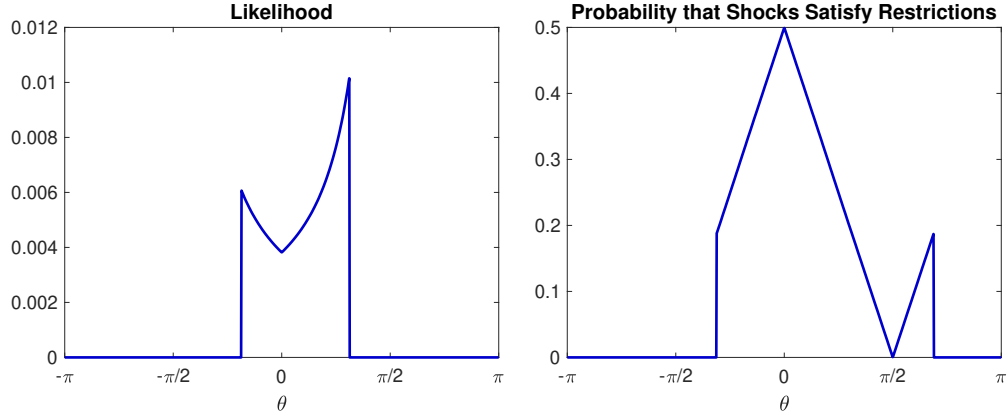 Likelihood
0.012
0.01
0.008
0.006
0.004
0.002
0
-π
-π/2
0
π/2
π
θ
Probability that Shocks Satisfy Restrictions
0.5
0.4
0.3
0.2
0.1
0
-π
-π/2
0
π/2
π
θ